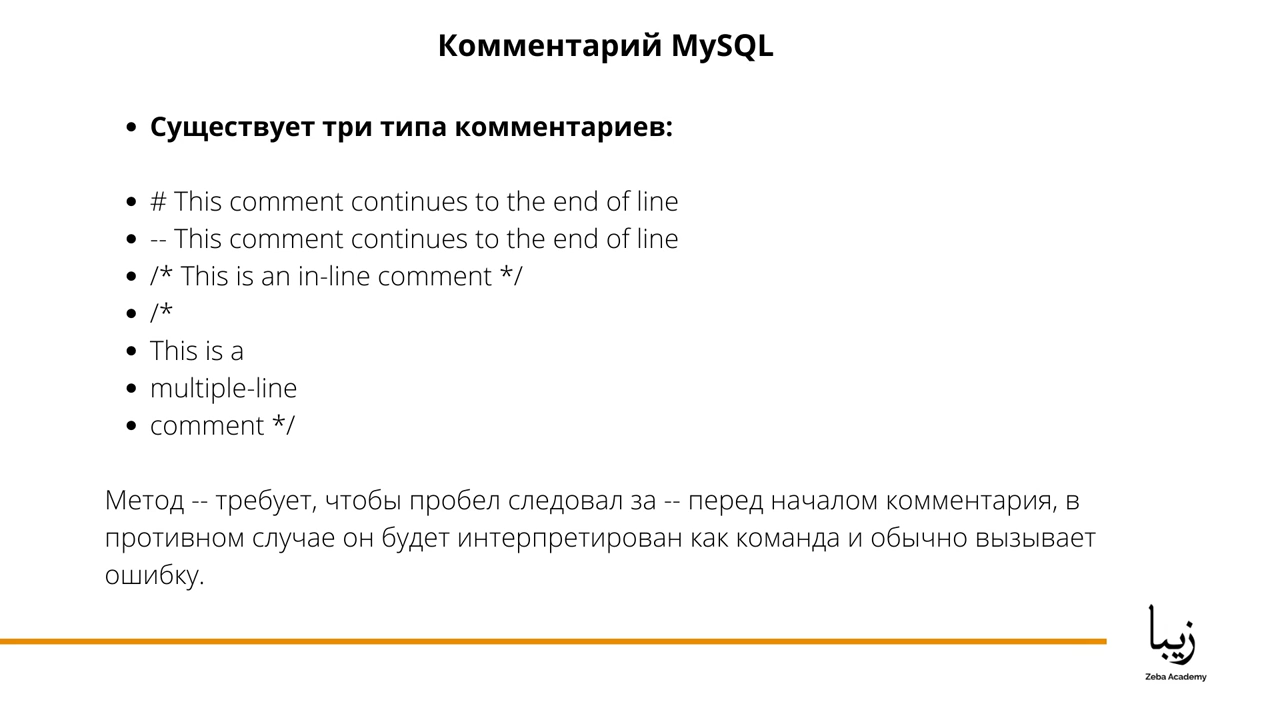 Комментарий MySQL
• Существует три типа комментариев:
• # This comment continues to the end of line
• -- This comment continues to the end of line
• /* This is an in-line comment */
• /*
• This is a
• multiple-line
• comment */
Метод -- требует, чтобы пробел следовал за -- перед началом комментария, в
противном случае он будет интерпретирован как команда и обычно вызывает
ошибку.
زيبا
Zeba Academy